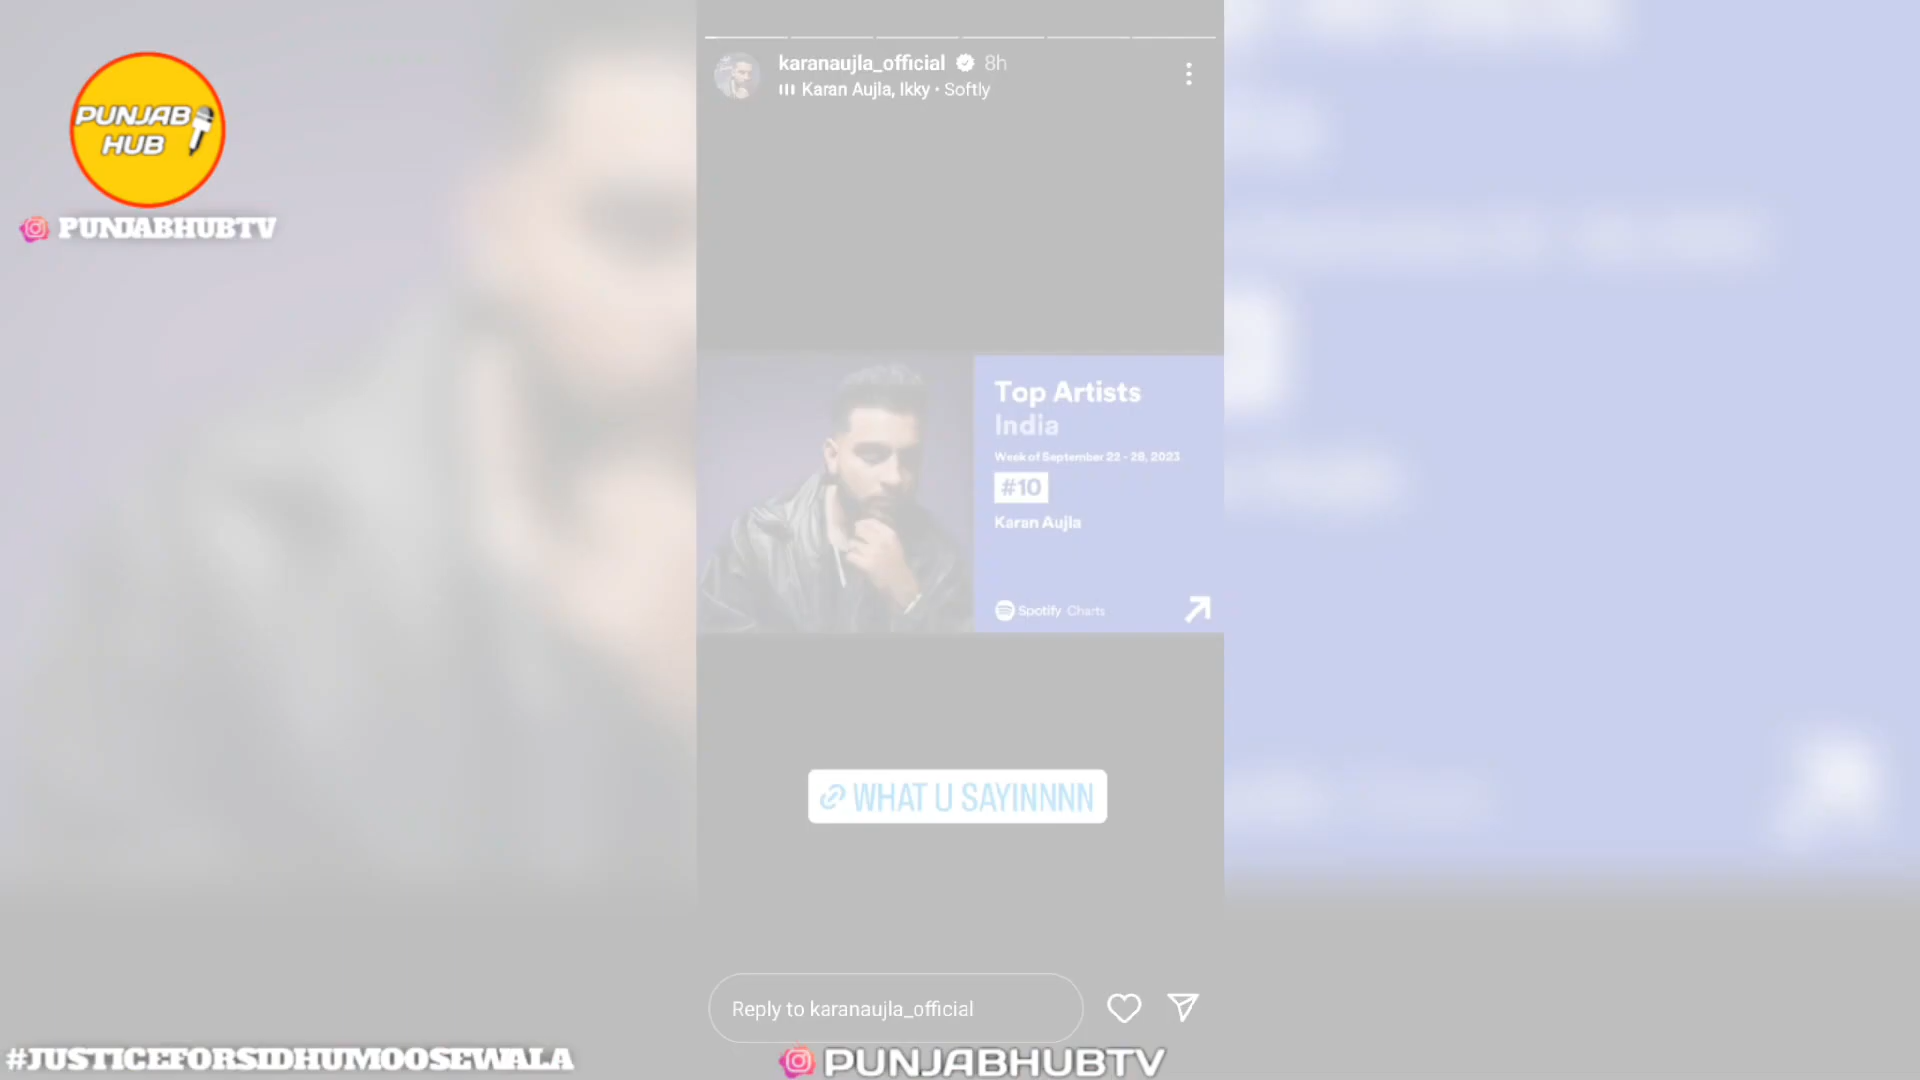 PUNJAB
HUB
PUNJABHUBTV
karanaujla_official 8h
Karan Aujla, Ikky • Softly
Top Artists
India
Week of September 22 - 28, 2023
#10
Karan Aujla
Spotify Charts
WHAT U SAYINNNN
Reply to karanaujla_official
#JUSTICEFORSIDHUMOOSEWALA
PUNJABHUBTV